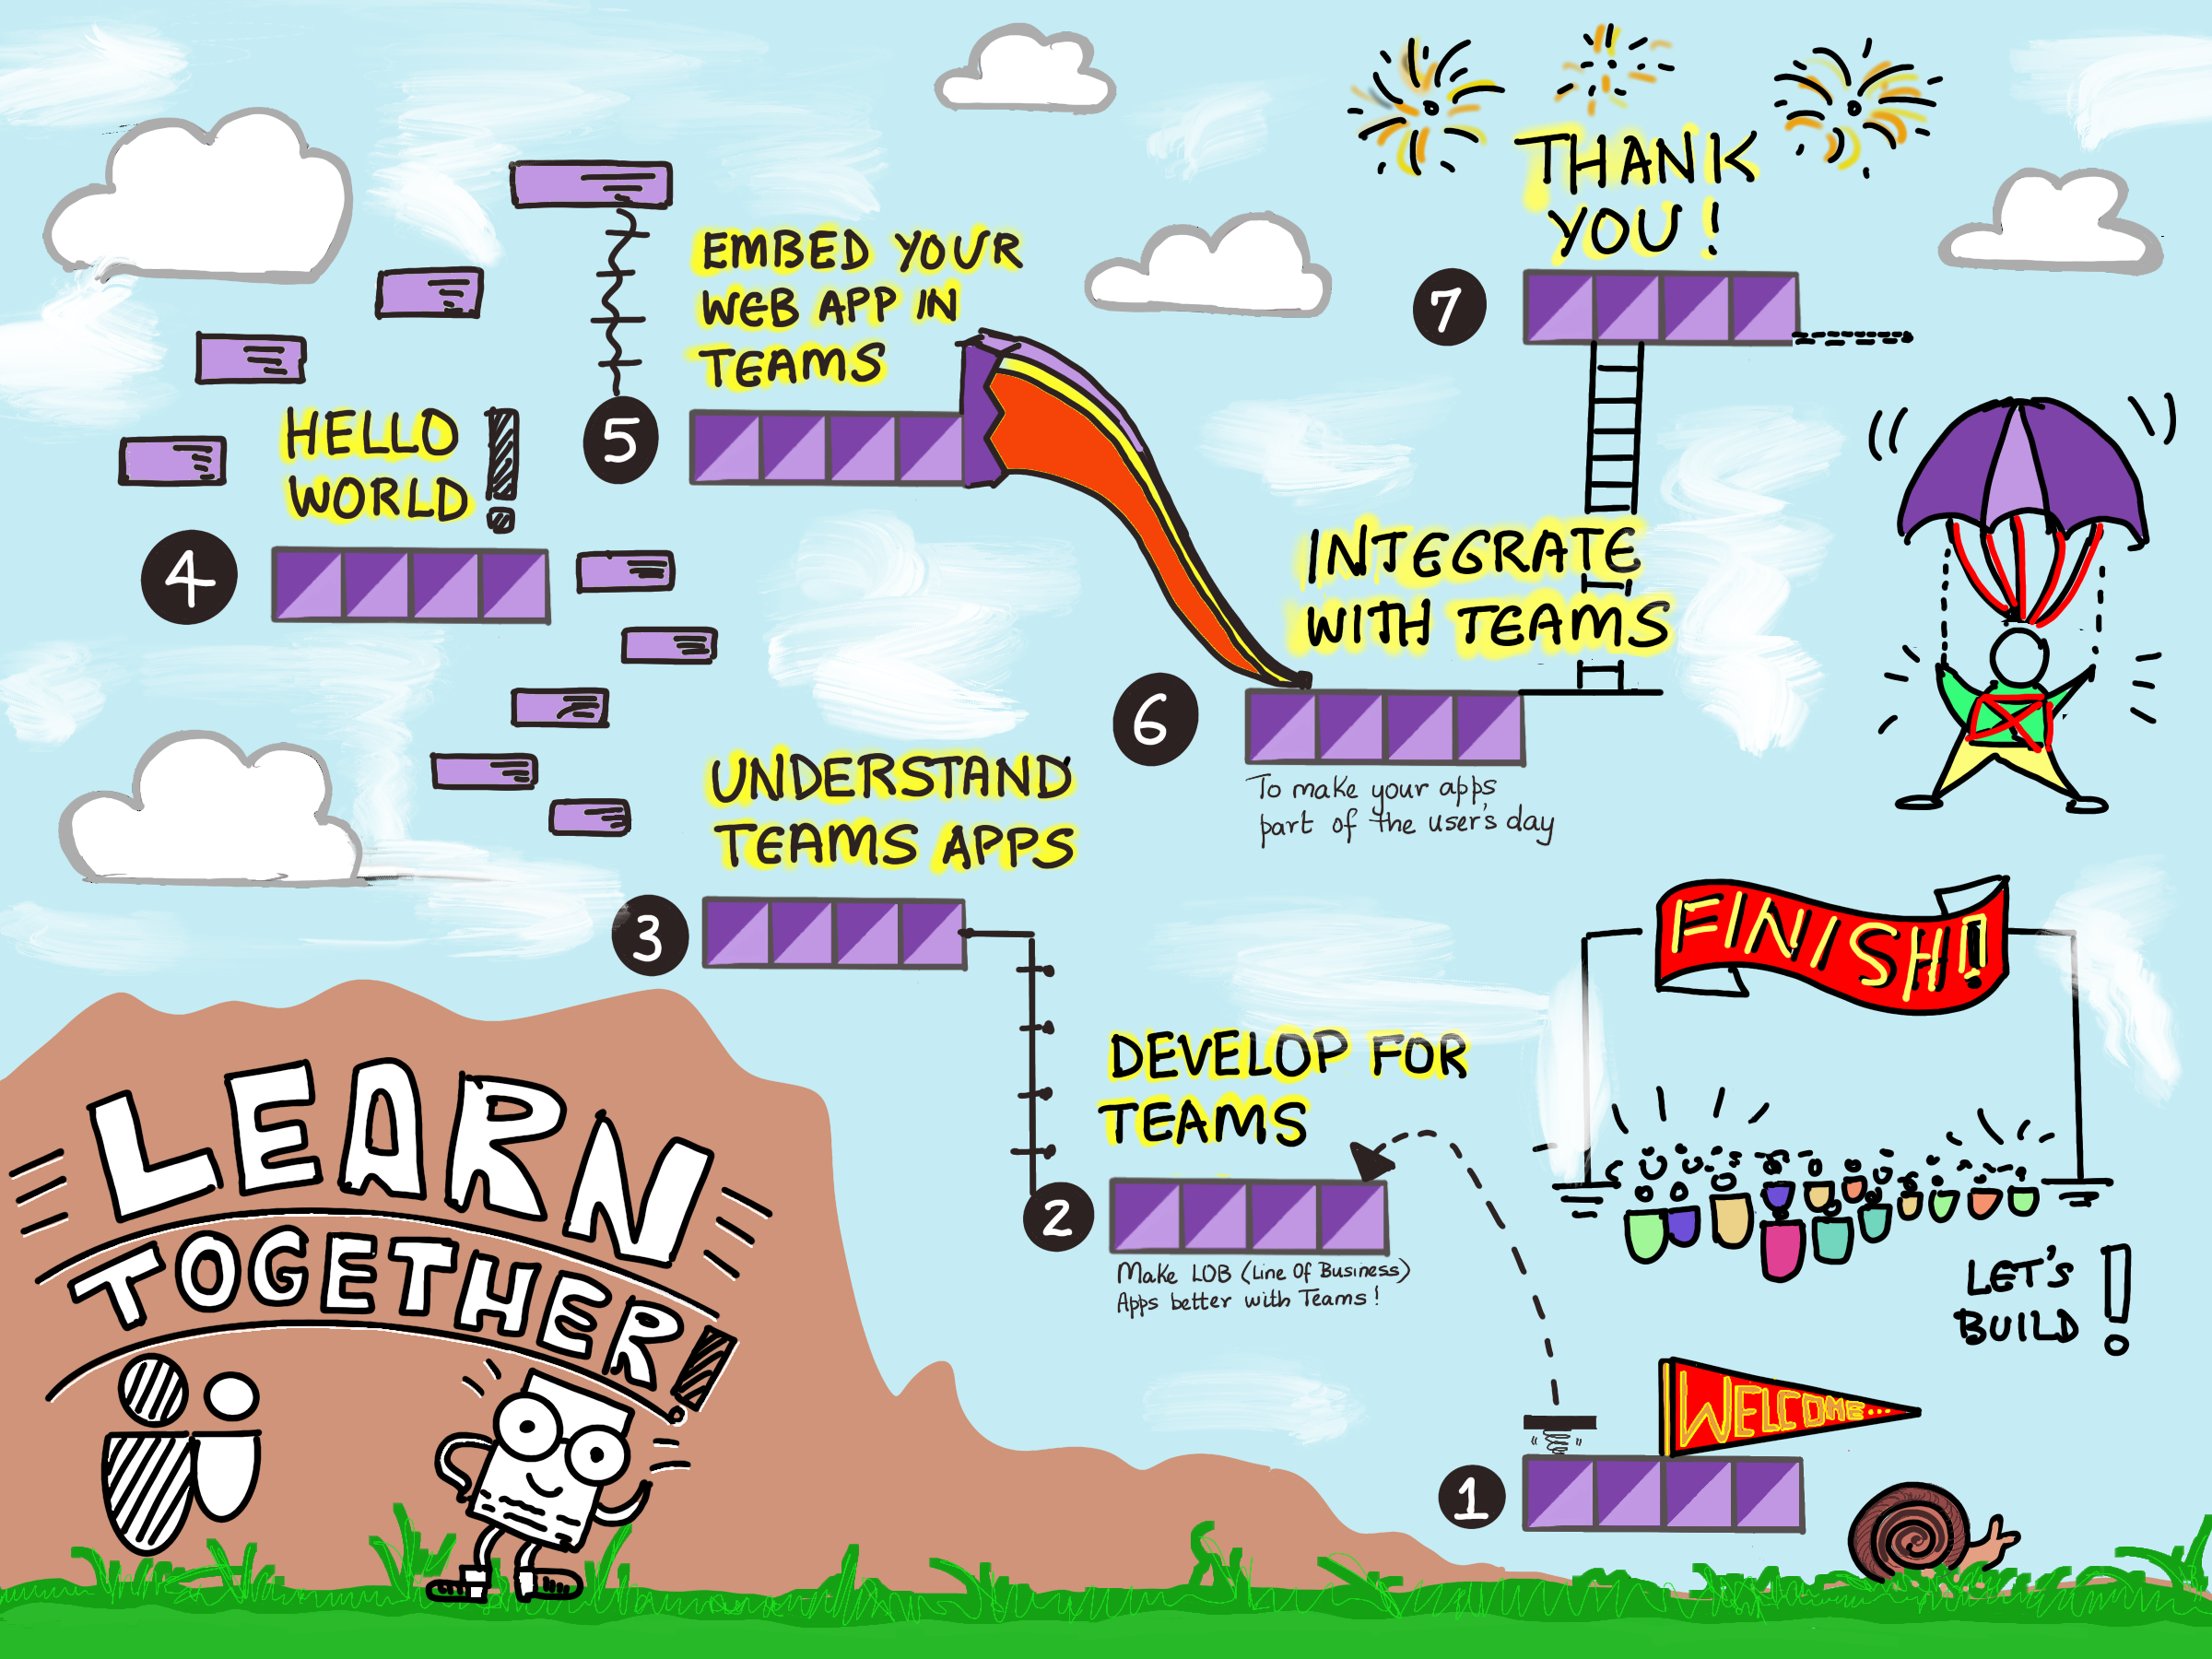 THANK
YOU!
7
EMBED YOUR
WEB APP IN
TEAMS
5
HELLO
WORLD!
4
INTEGRATE
WITH TEAMS
6
To make your apps
part of the user's day
UNDERSTAND
TEAMS APPS
3
FINISH!
DEVELOP FOR
TEAMS
2
Make LOB (Line Of Business)
Apps better with Teams!
LET'S
BUILD!
WELCOME...
1
LEARN
TOGETHER!